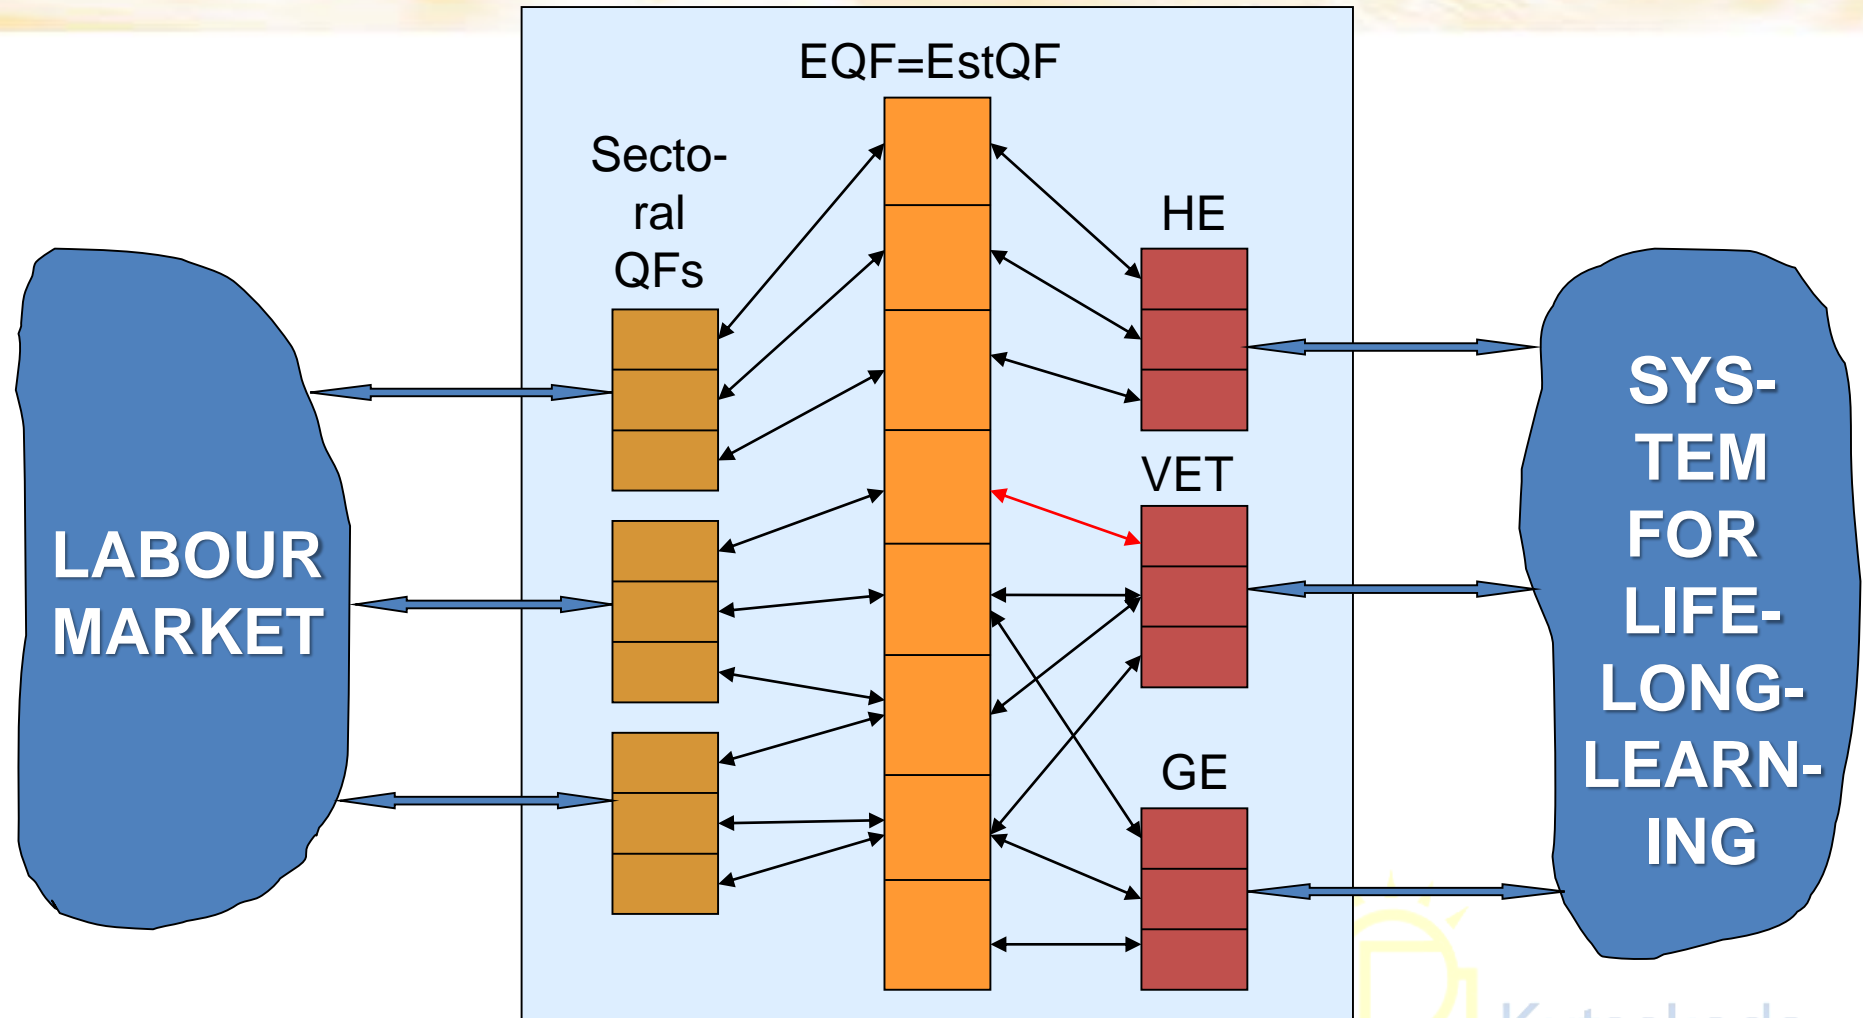 EQF=EstQF
Secto-
ral
QFs
HE
VET
GE
LABOUR
MARKET
SYS-
TEM
FOR
LIFE-
LONG-
LEARN-
ING